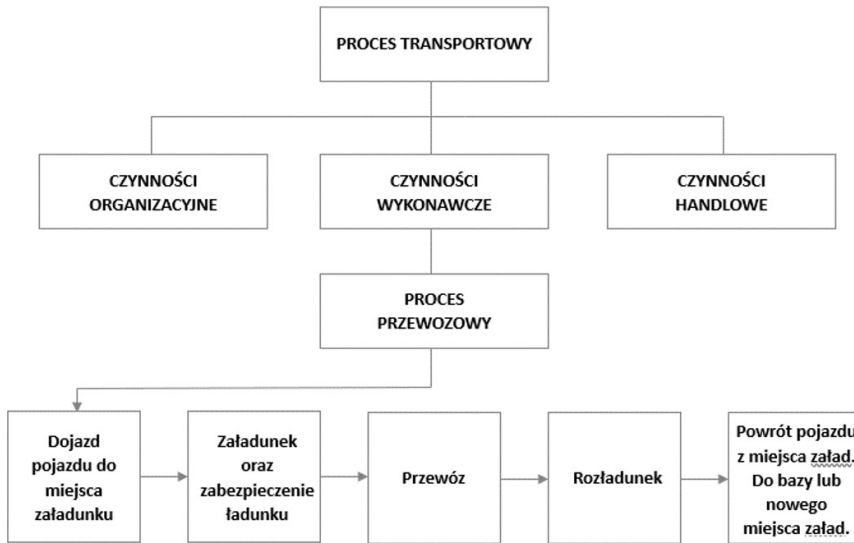 PROCES TRANSPORTOWY
CZYNNOŚCI
ORGANIZACYJNE
CZYNNOŚCI
WYKONAWCZE
CZYNNOŚCI
HANDLOWE
PROCES
PRZEWOZOWY
Dojazd
pojazdu do
miejsca
załadunku
Załadunek
oraz
zabezpieczenie
ładunku
Przewóz
Rozładunek
Powrót pojazdu
z miejsca załad.
Do bazy lub
nowego
miejsca załad.